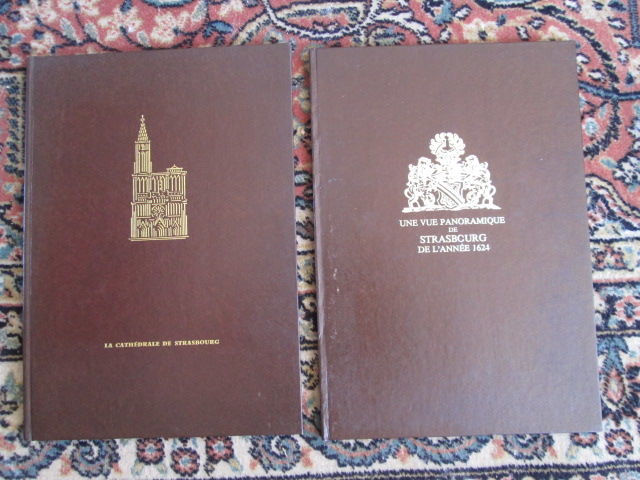 LA CATHÉDRALE DE STRASBOURG
UNE VUE PANORAMIQUE
DE
STRASBOURG
DE L'ANNÉE 1624